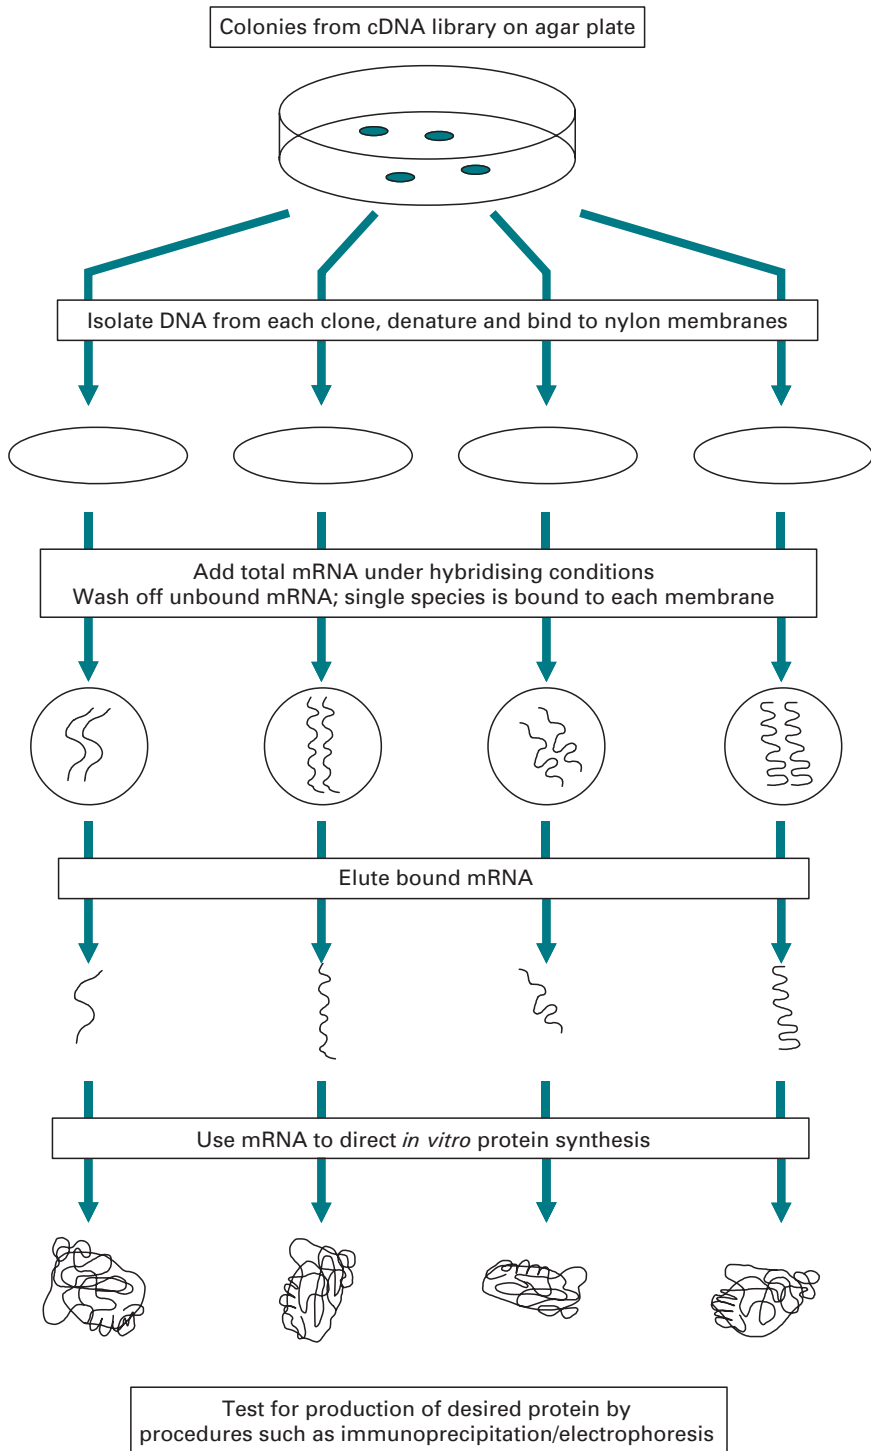 Colonies from cDNA library on agar plate
Isolate DNA from each clone, denature and bind to nylon membranes
Add total mRNA under hybridising conditions
Wash off unbound mRNA; single species is bound to each membrane
Elute bound mRNA
Use mRNA to direct in vitro protein synthesis
Test for production of desired protein by
procedures such as immunoprecipitation/electrophoresis